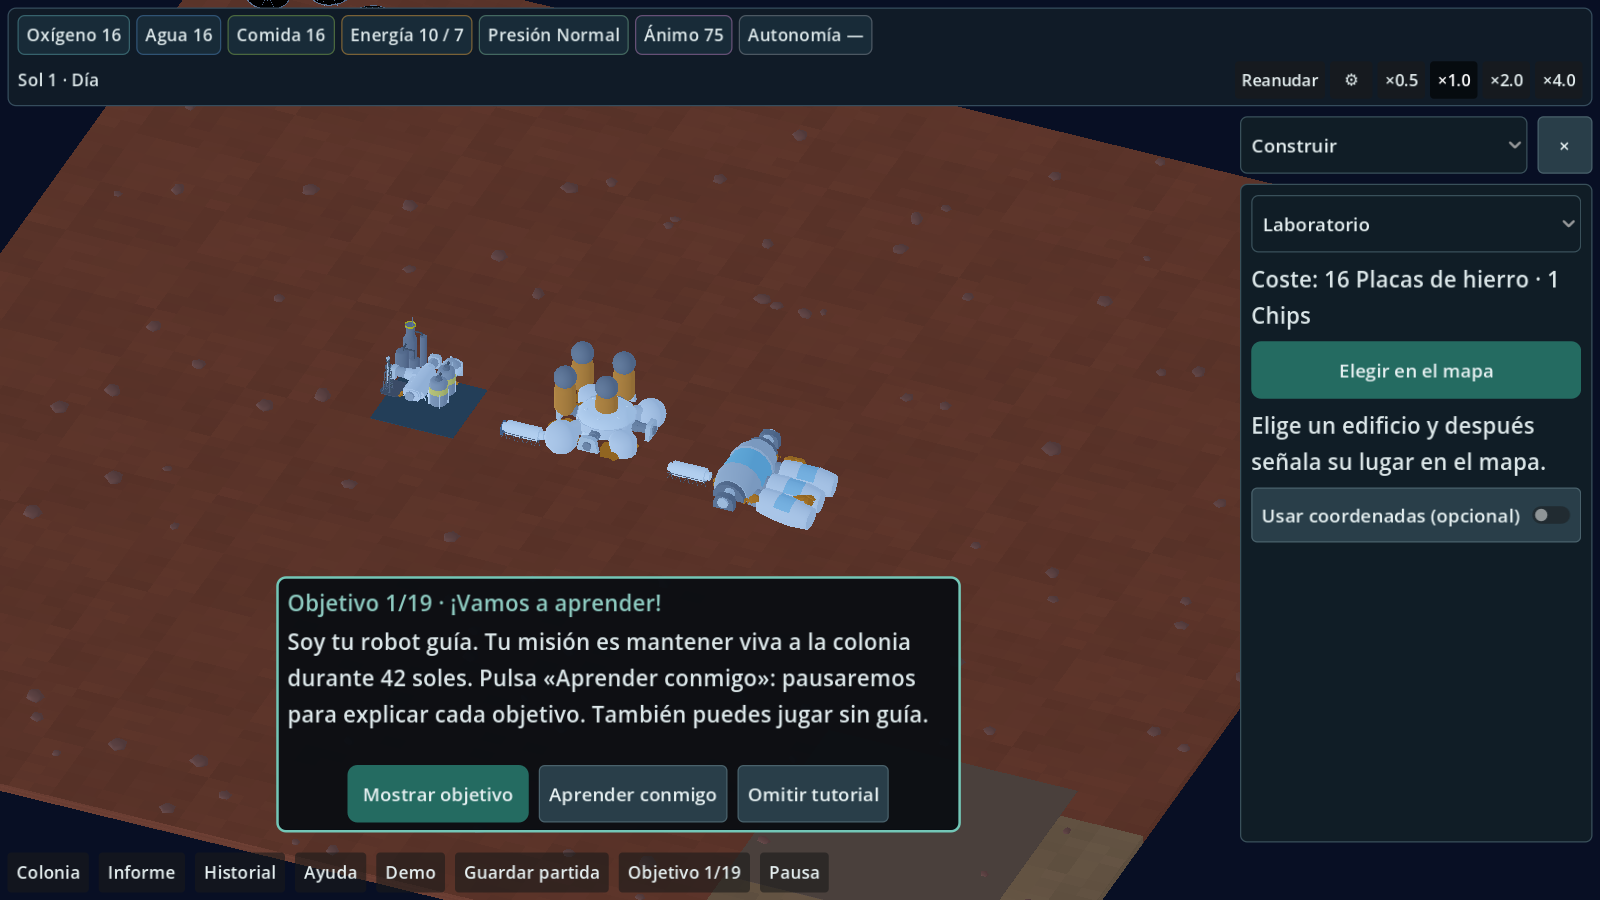 Oxígeno 16
Agua 16
Comida 16
Energía 10 / 7
Presión Normal
Ánimo 75
Autonomía —
Sol 1 · Día
Reanudar
⚙
×0.5
×1.0
×2.0
×4.0
Construir
×
Laboratorio
Coste: 16 Placas de hierro · 1
Chips
Elegir en el mapa
Elige un edificio y después
señala su lugar en el mapa.
Usar coordenadas (opcional)
Objetivo 1/19 · ¡Vamos a aprender!
Soy tu robot guía. Tu misión es mantener viva a la colonia
durante 42 soles. Pulsa «Aprender conmigo»: pausaremos
para explicar cada objetivo. También puedes jugar sin guía.
Mostrar objetivo
Aprender conmigo
Omitir tutorial
Colonia
Informe
Historial
Ayuda
Demo
Guardar partida
Objetivo 1/19
Pausa